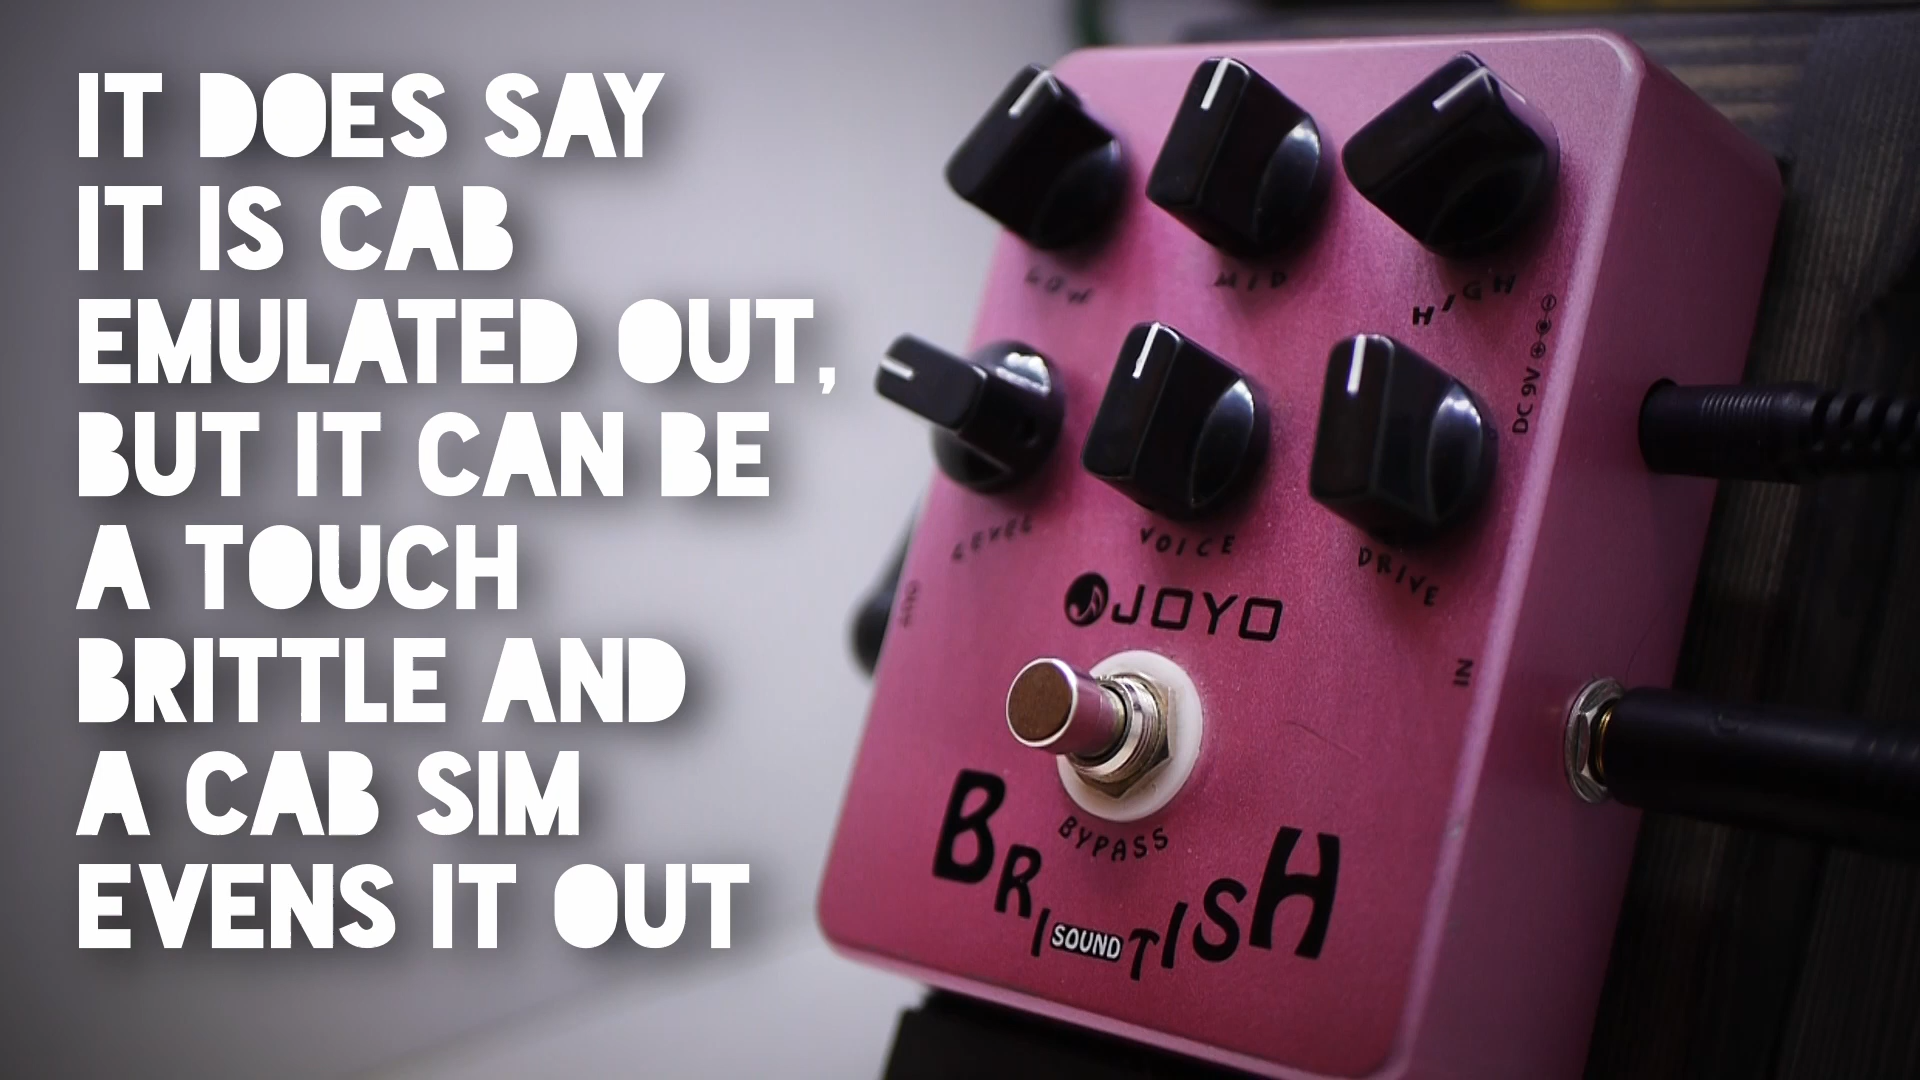 IT DOES SAY
IT IS CAB
EMULATED OUT,
BUT IT CAN BE
A TOUCH
BRITTLE AND
A CAB SIM
EVENS IT OUT
LOW MID HIGH
DC 9V
LEVEL VOICE DRIVE
JOYO
OUT
IN
BYPASS
BRITISH
SOUND